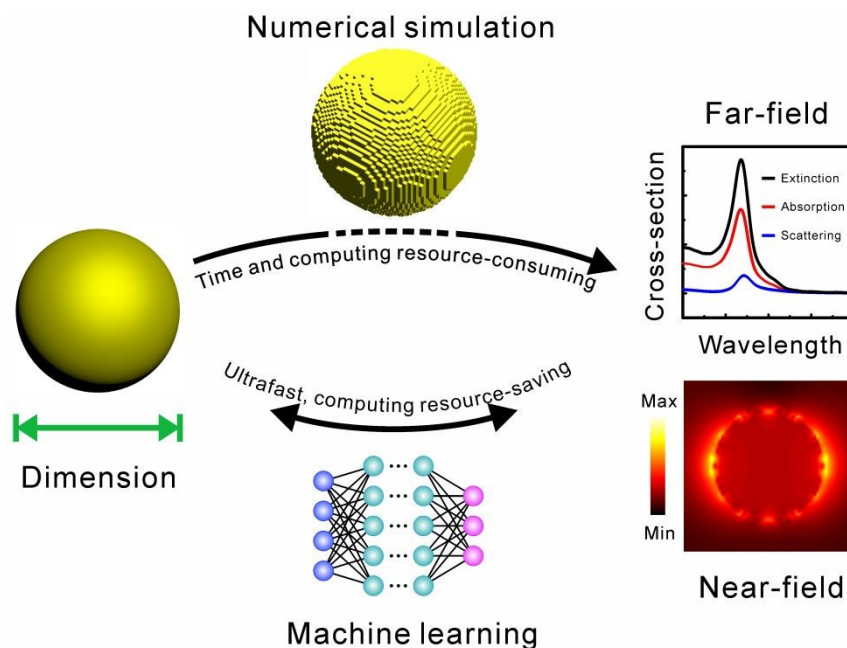 Numerical simulation
Time and computing resource-consuming
Far-field
Cross-section
Extinction
Absorption
Scattering
Wavelength
Dimension
Ultrafast, computing resource-saving
Machine learning
Max
Min
Near-field